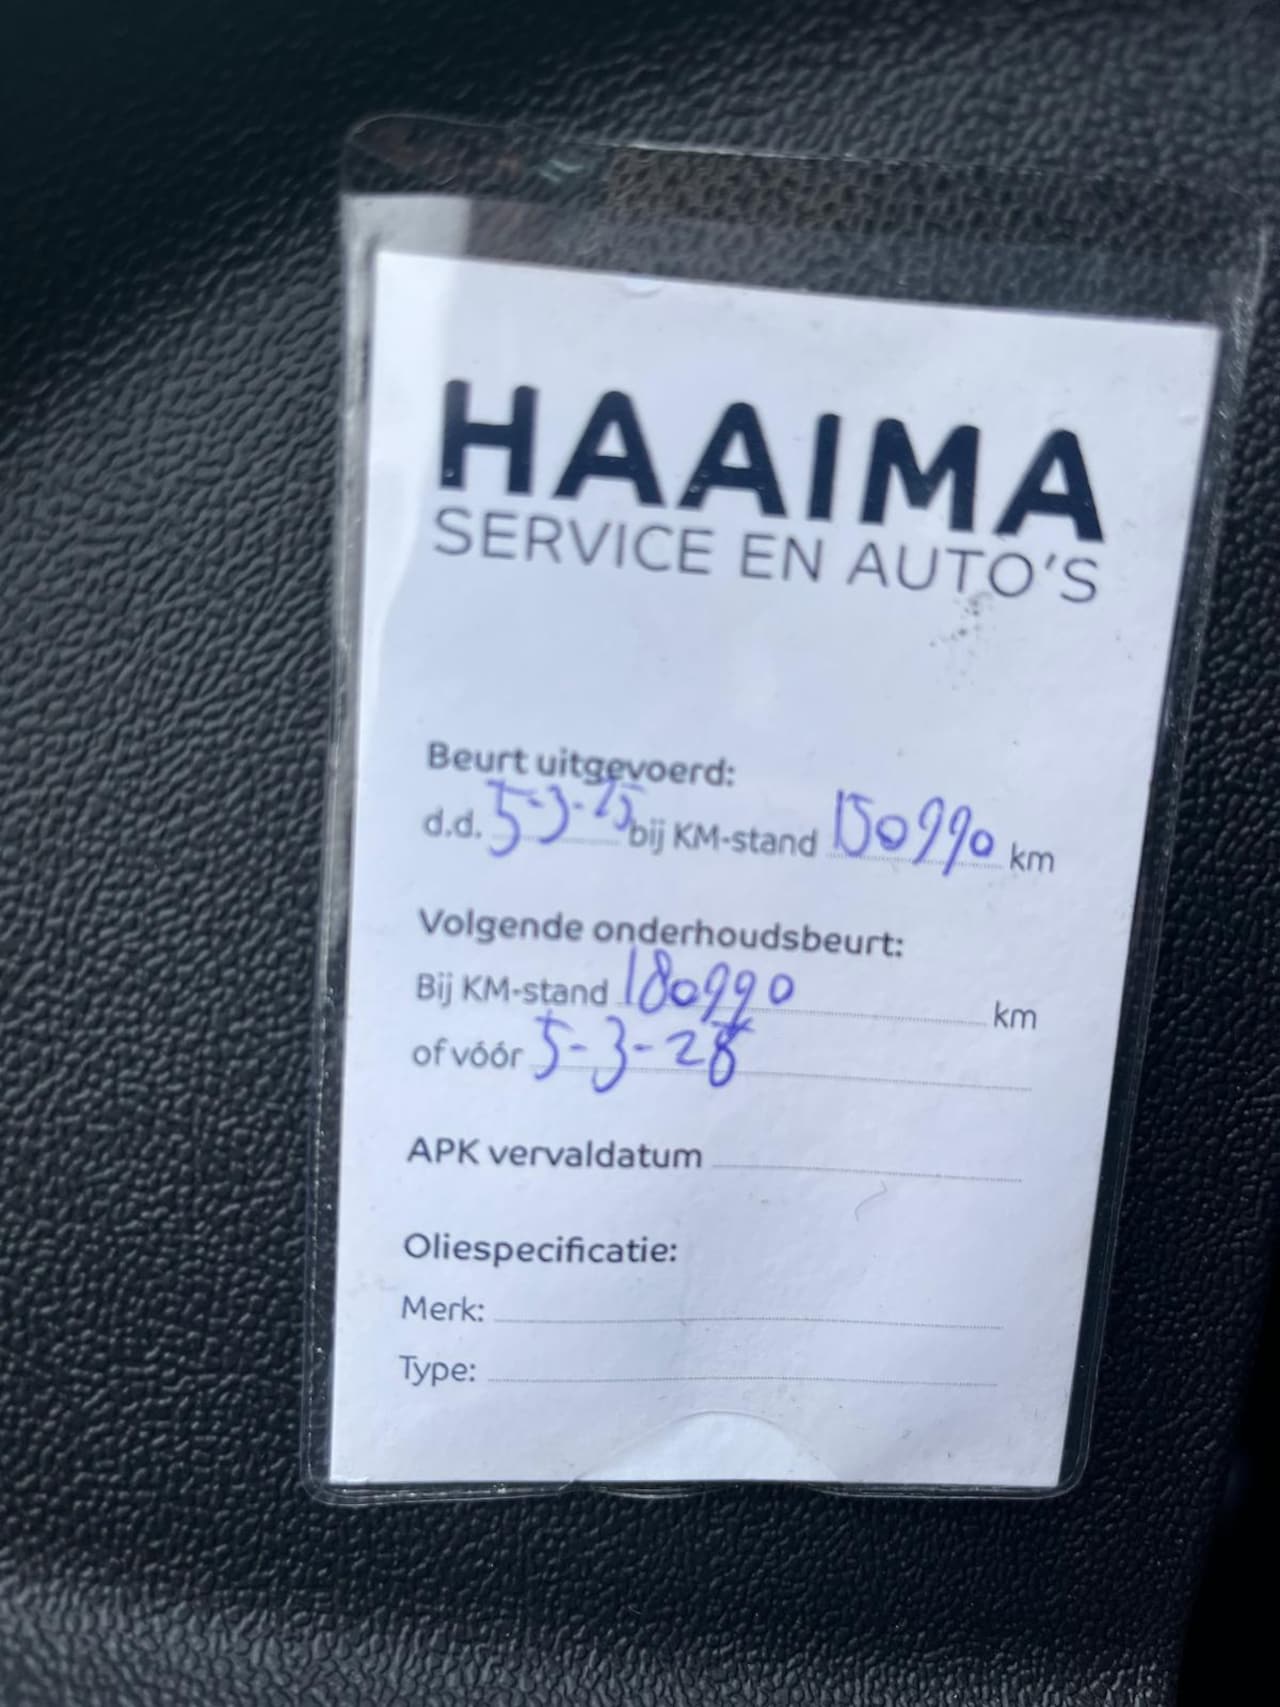 HAAIMA
SERVICE EN AUTO'S
Beurt uitgevoerd:
d.d. 5-3-25 bij KM-stand 150990 km
Volgende onderhoudsbeurt:
Bij KM-stand 180990 km
of vóór 5-3-28
APK vervaldatum
Oliespecificatie:
Merk:
Type: